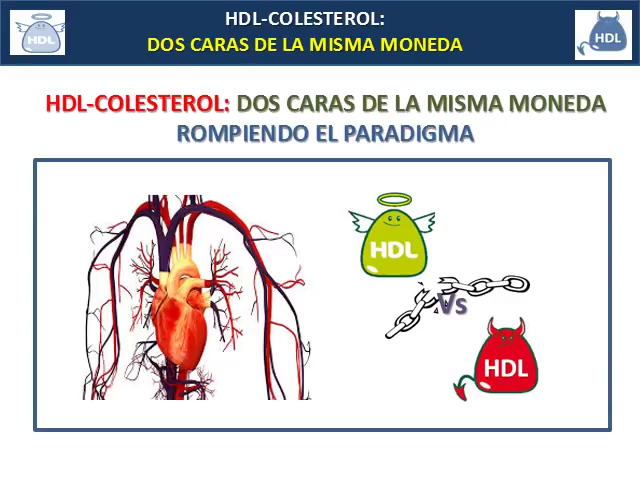 HDL
HDL-COLESTEROL:
DOS CARAS DE LA MISMA MONEDA
HDL
HDL-COLESTEROL: DOS CARAS DE LA MISMA MONEDA
ROMPIENDO EL PARADIGMA
HDL
Vs
HDL